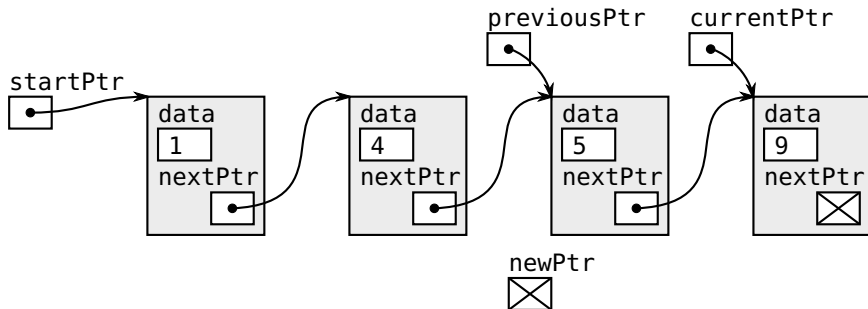 previousPtr
currentPtr
startPtr
data
1
nextPtr
data
4
nextPtr
data
5
nextPtr
data
9
nextPtr
newPtr